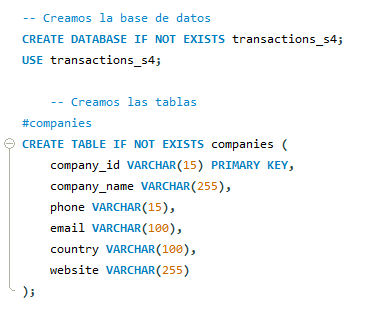 -- Creamos la base de datos
CREATE DATABASE IF NOT EXISTS transactions_s4;
USE transactions_s4;
-- Creamos las tablas
#companies
CREATE TABLE IF NOT EXISTS companies (
company_id VARCHAR(15) PRIMARY KEY,
company_name VARCHAR(255),
phone VARCHAR(15),
email VARCHAR(100),
country VARCHAR(100),
website VARCHAR(255)
);